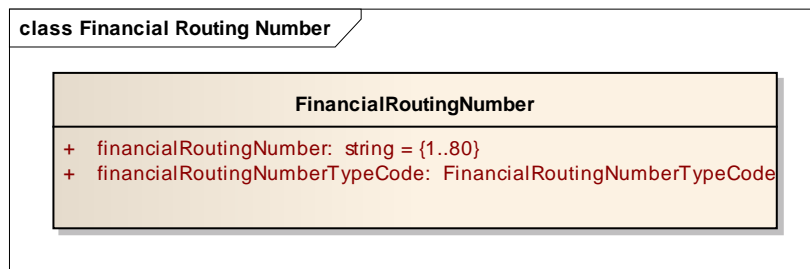 class Financial Routing Number
FinancialRoutingNumber
+ financialRoutingNumber: string = {1..80}
+ financialRoutingNumberTypeCode: FinancialRoutingNumberTypeCode